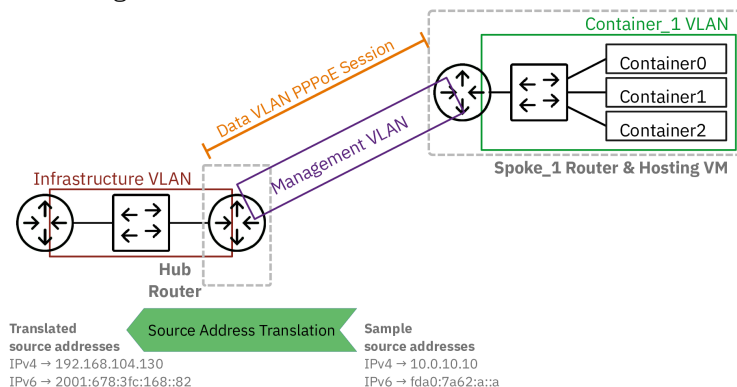 Container_1 VLAN
Data VLAN PPPoE Session
Container0
Container1
Container2
Management VLAN
Spoke_1 Router & Hosting VM
Infrastructure VLAN
Hub
Router
Source Address Translation
Translated
source addresses
IPv4 → 192.168.104.130
IPv6 → 2001:678:3fc:168::82
Sample
source addresses
IPv4 → 10.0.10.10
IPv6 → fda0:7a62:a::a